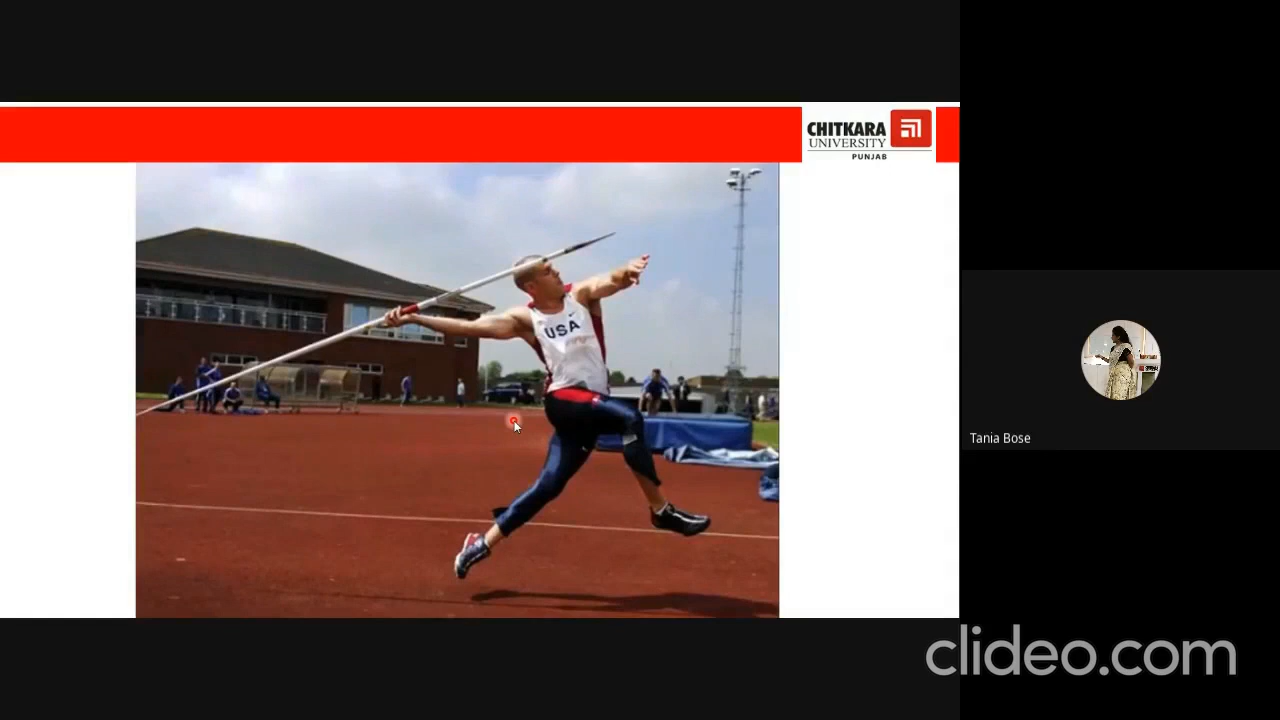 CHITKARA
UNIVERSITY
PUNJAB
USA
Tania Bose
clideo.com